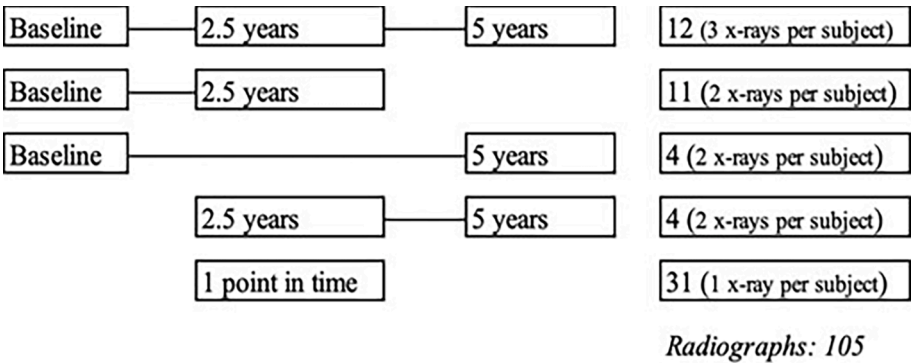 Baseline 2.5 years 5 years 12 (3 x-rays per subject)
Baseline 2.5 years 11 (2 x-rays per subject)
Baseline 5 years 4 (2 x-rays per subject)
2.5 years 5 years 4 (2 x-rays per subject)
1 point in time 31 (1 x-ray per subject)
Radiographs: 105